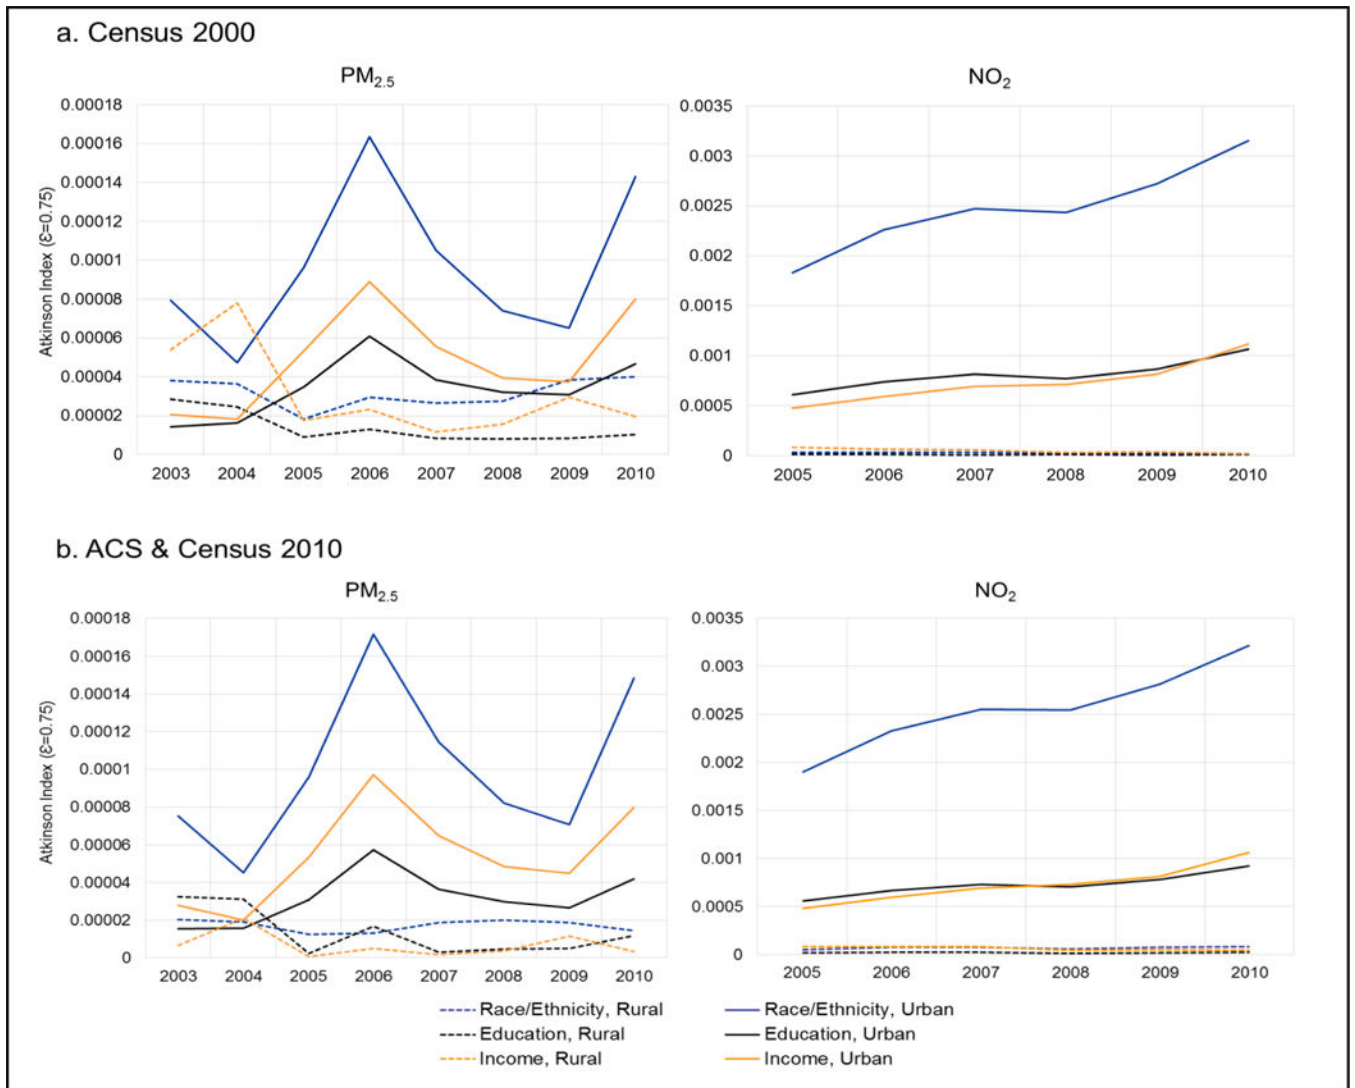 a. Census 2000
PM2.5
NO2
Atkinson Index (Ɛ=0.75)
0.00018
0.00016
0.00014
0.00012
0.0001
0.00008
0.00006
0.00004
0.00002
0
2003 2004 2005 2006 2007 2008 2009 2010
0.0035
0.003
0.0025
0.002
0.0015
0.001
0.0005
0
2005 2006 2007 2008 2009 2010
b. ACS & Census 2010
PM2.5
NO2
Atkinson Index (Ɛ=0.75)
0.00018
0.00016
0.00014
0.00012
0.0001
0.00008
0.00006
0.00004
0.00002
0
2003 2004 2005 2006 2007 2008 2009 2010
0.0035
0.003
0.0025
0.002
0.0015
0.001
0.0005
0
2005 2006 2007 2008 2009 2010
Race/Ethnicity, Rural
Race/Ethnicity, Urban
Education, Rural
Education, Urban
Income, Rural
Income, Urban